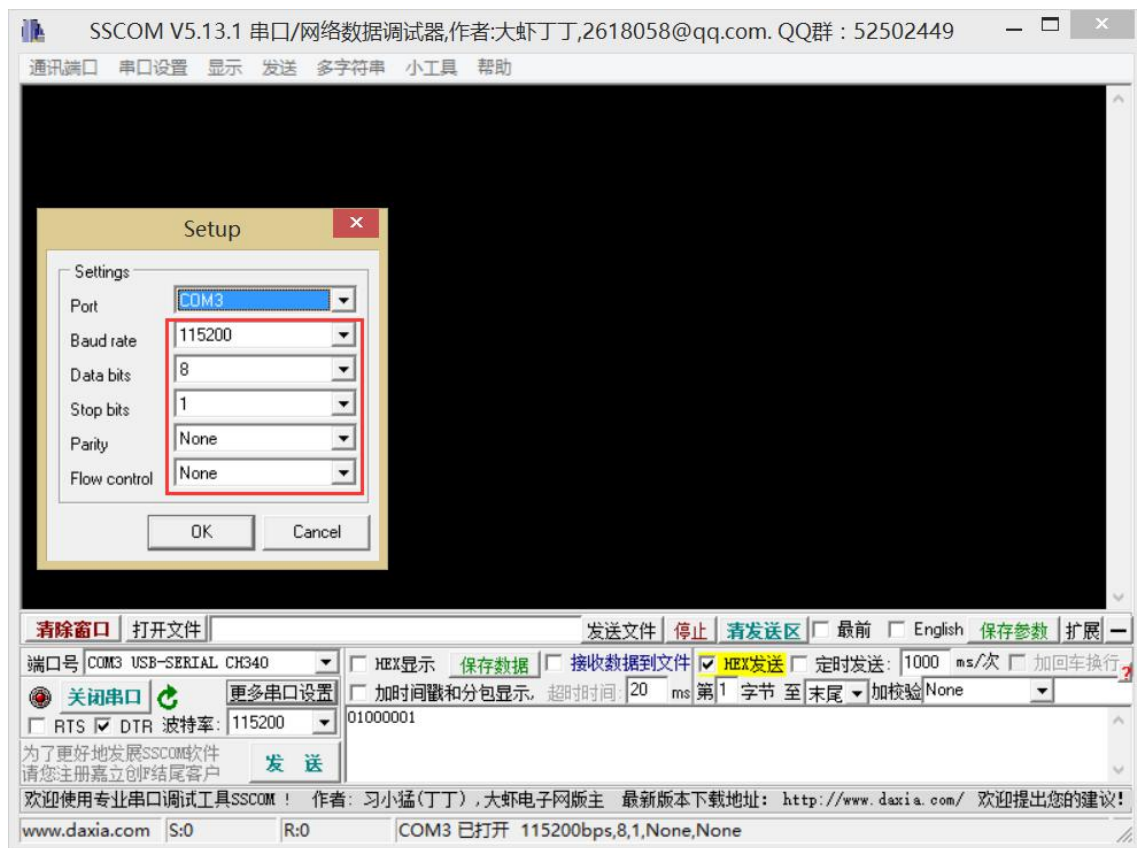 SSCOM V5.13.1 串口/网络数据调试器,作者:大虾丁丁,2618058@qq.com. QQ群：52502449
通讯端口 串口设置 显示 发送 多字符串 小工具 帮助
Setup
Settings
Port COM3
Baud rate 115200
Data bits 8
Stop bits 1
Parity None
Flow control None
OK Cancel
清除窗口 打开文件 发送文件 停止 清发送区 最前 English 保存参数 扩展 —
端口号 COM3 USB-SERIAL CH340 HEX显示 保存数据 接收数据到文件 HEX发送 定时发送: 1000 ms/次 加回车换行 ?
关闭串口 更多串口设置 加时间戳和分包显示, 超时时间: 20 ms 第1 字节 至 末尾 加校验 None
RTS DTR 波特率: 115200
01000001
为了更好地发展SSCOM软件
请您注册嘉立创F结尾客户
发 送
欢迎使用专业串口调试工具SSCOM ! 作者: 习小猛(丁丁),大虾电子网版主 最新版本下载地址: http://www.daxia.com/ 欢迎提出您的建议!
www.daxia.com S:0 R:0 COM3 已打开 115200bps,8,1,None,None